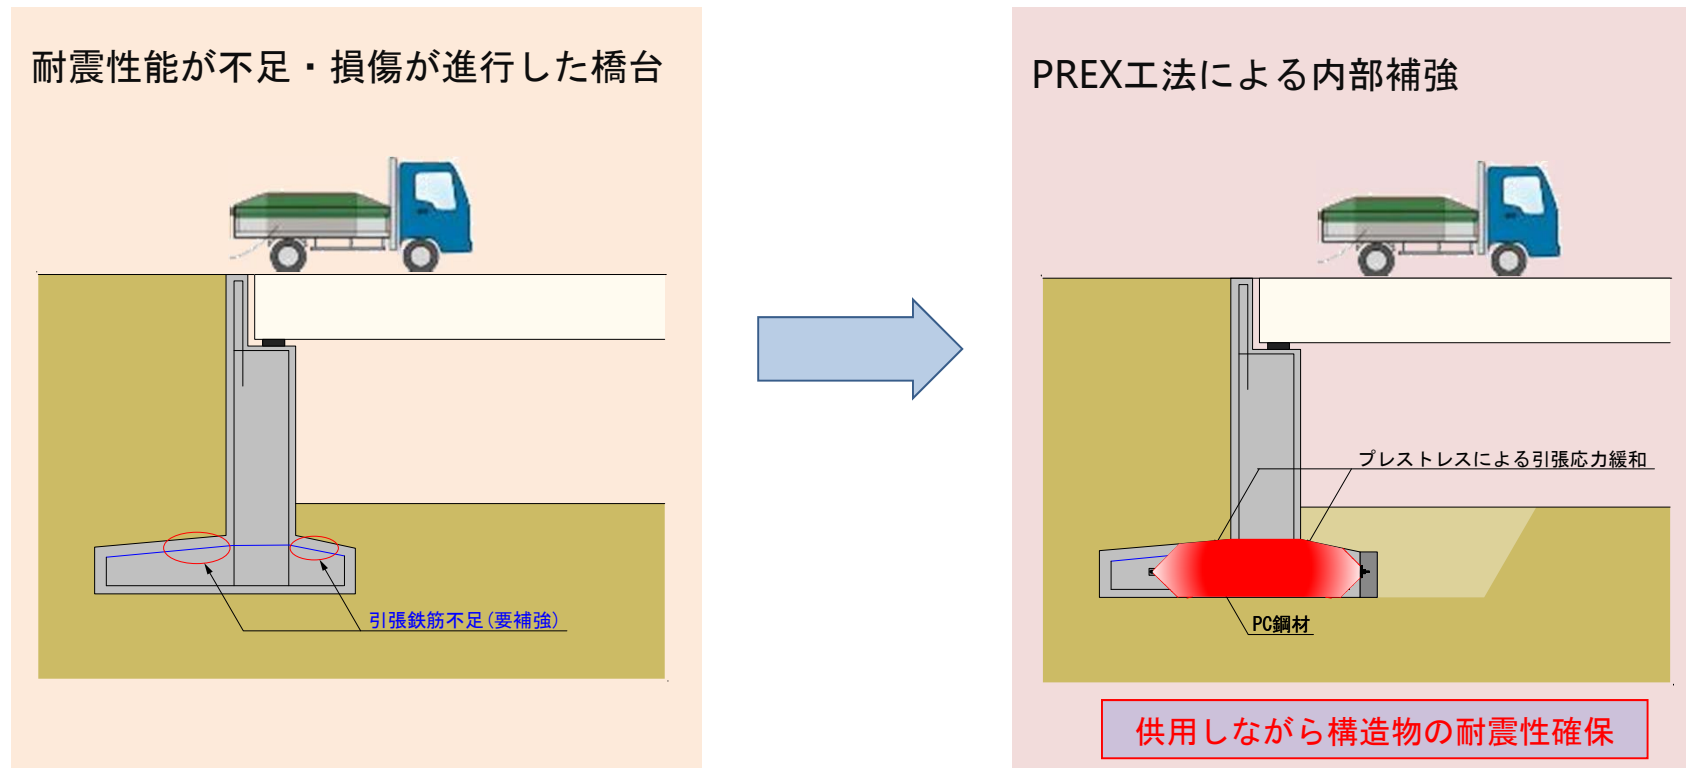 耐震性能が不足・損傷が進行した橋台
引張鉄筋不足(要補強)
PREX工法による内部補強
プレストレスによる引張応力緩和
PC鋼材
供用しながら構造物の耐震性確保